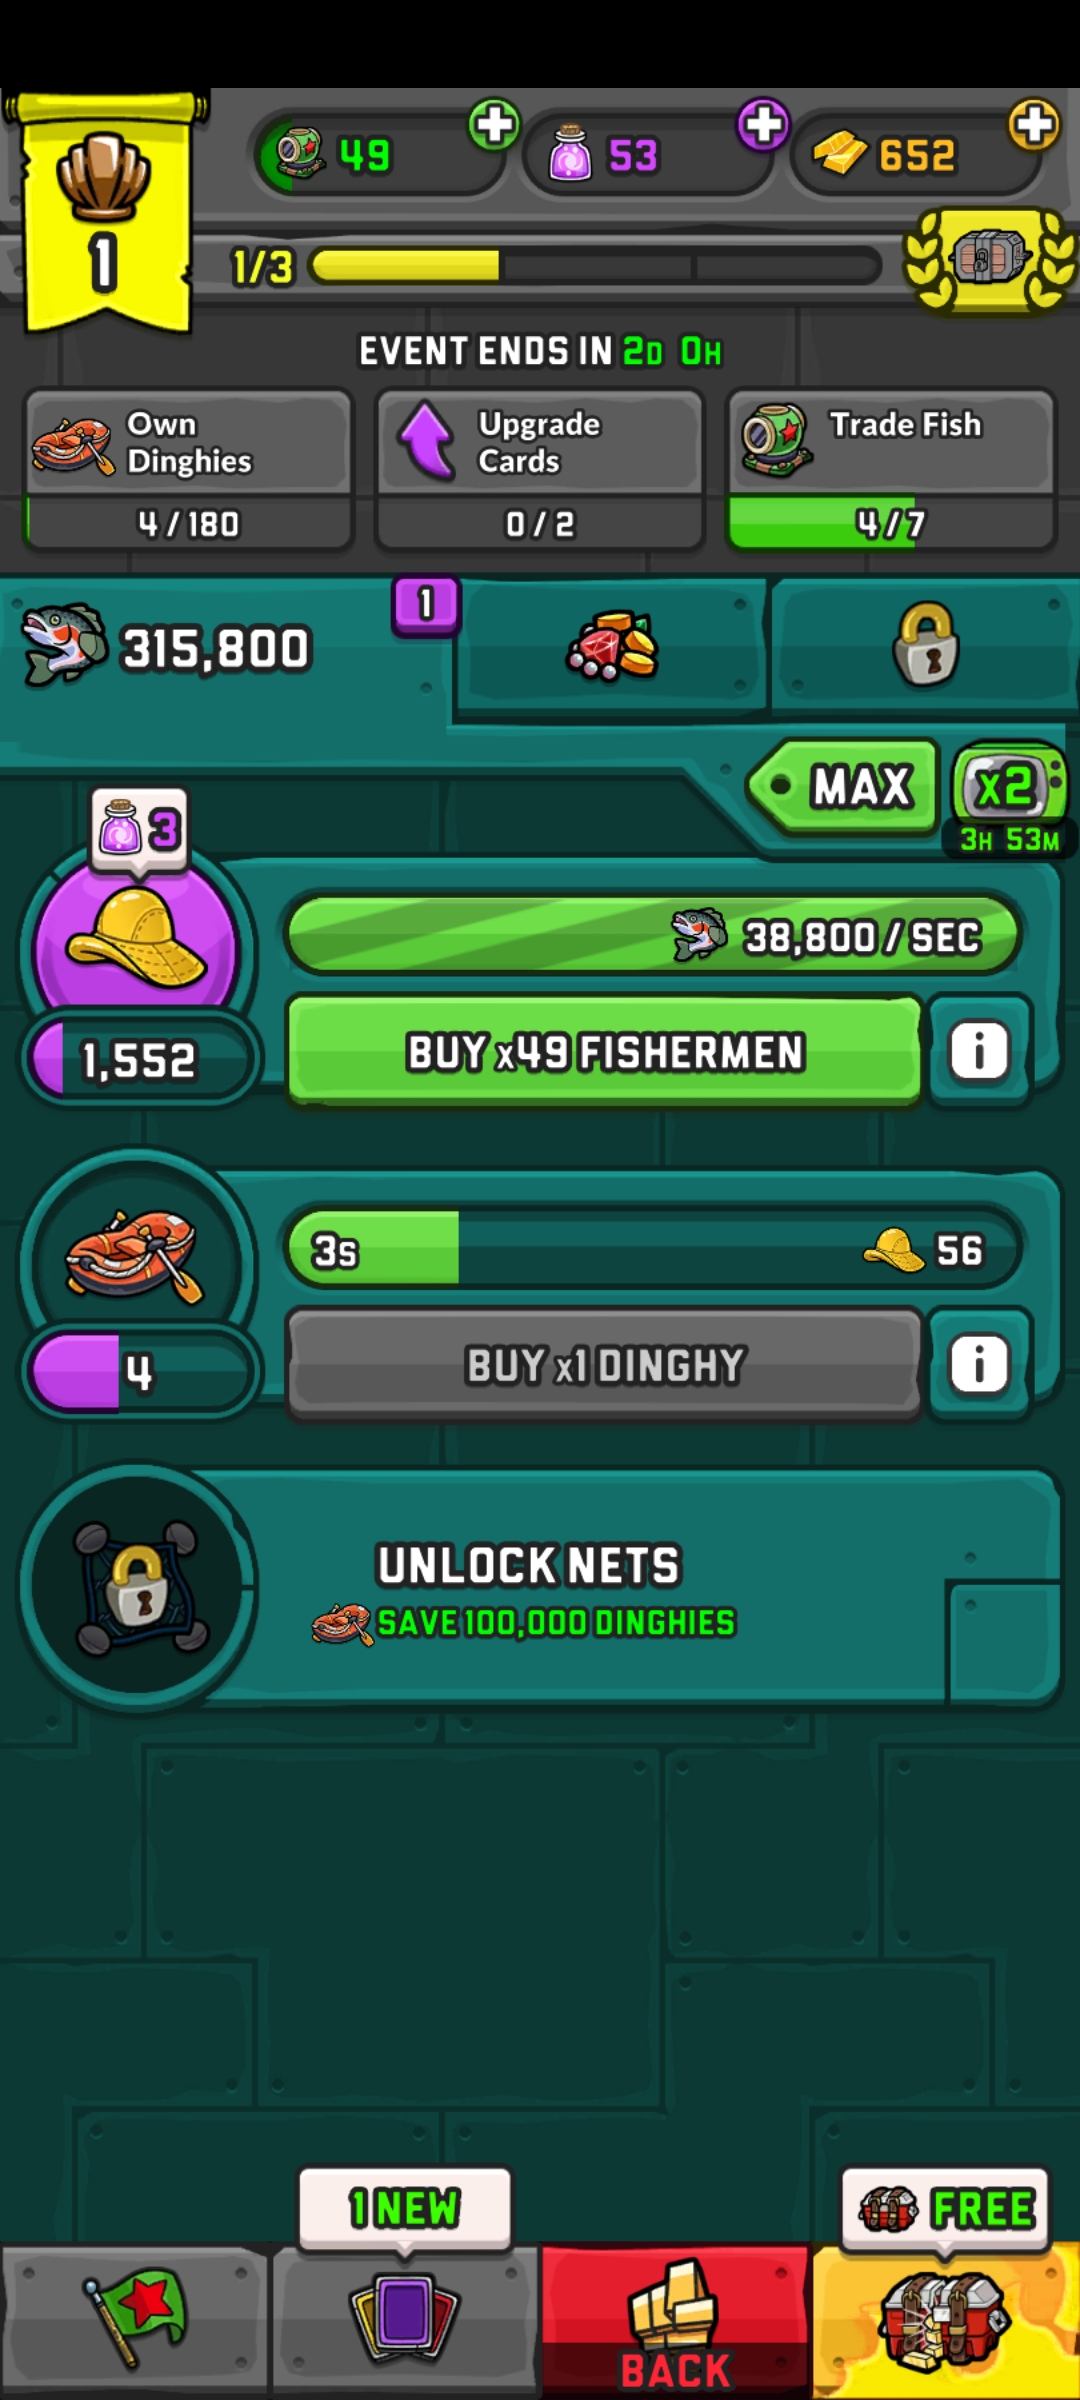 49
53
652
1
1/3
EVENT ENDS IN 2D 0H
Own
Dinghies
4 / 180
Upgrade
Cards
0 / 2
Trade Fish
4 / 7
315,800
1
MAX
x2
3H 53M
3
38,800 / SEC
1,552
BUY x49 FISHERMEN
i
3s
56
4
BUY x1 DINGHY
i
UNLOCK NETS
SAVE 100,000 DINGHIES
1 NEW
FREE
BACK